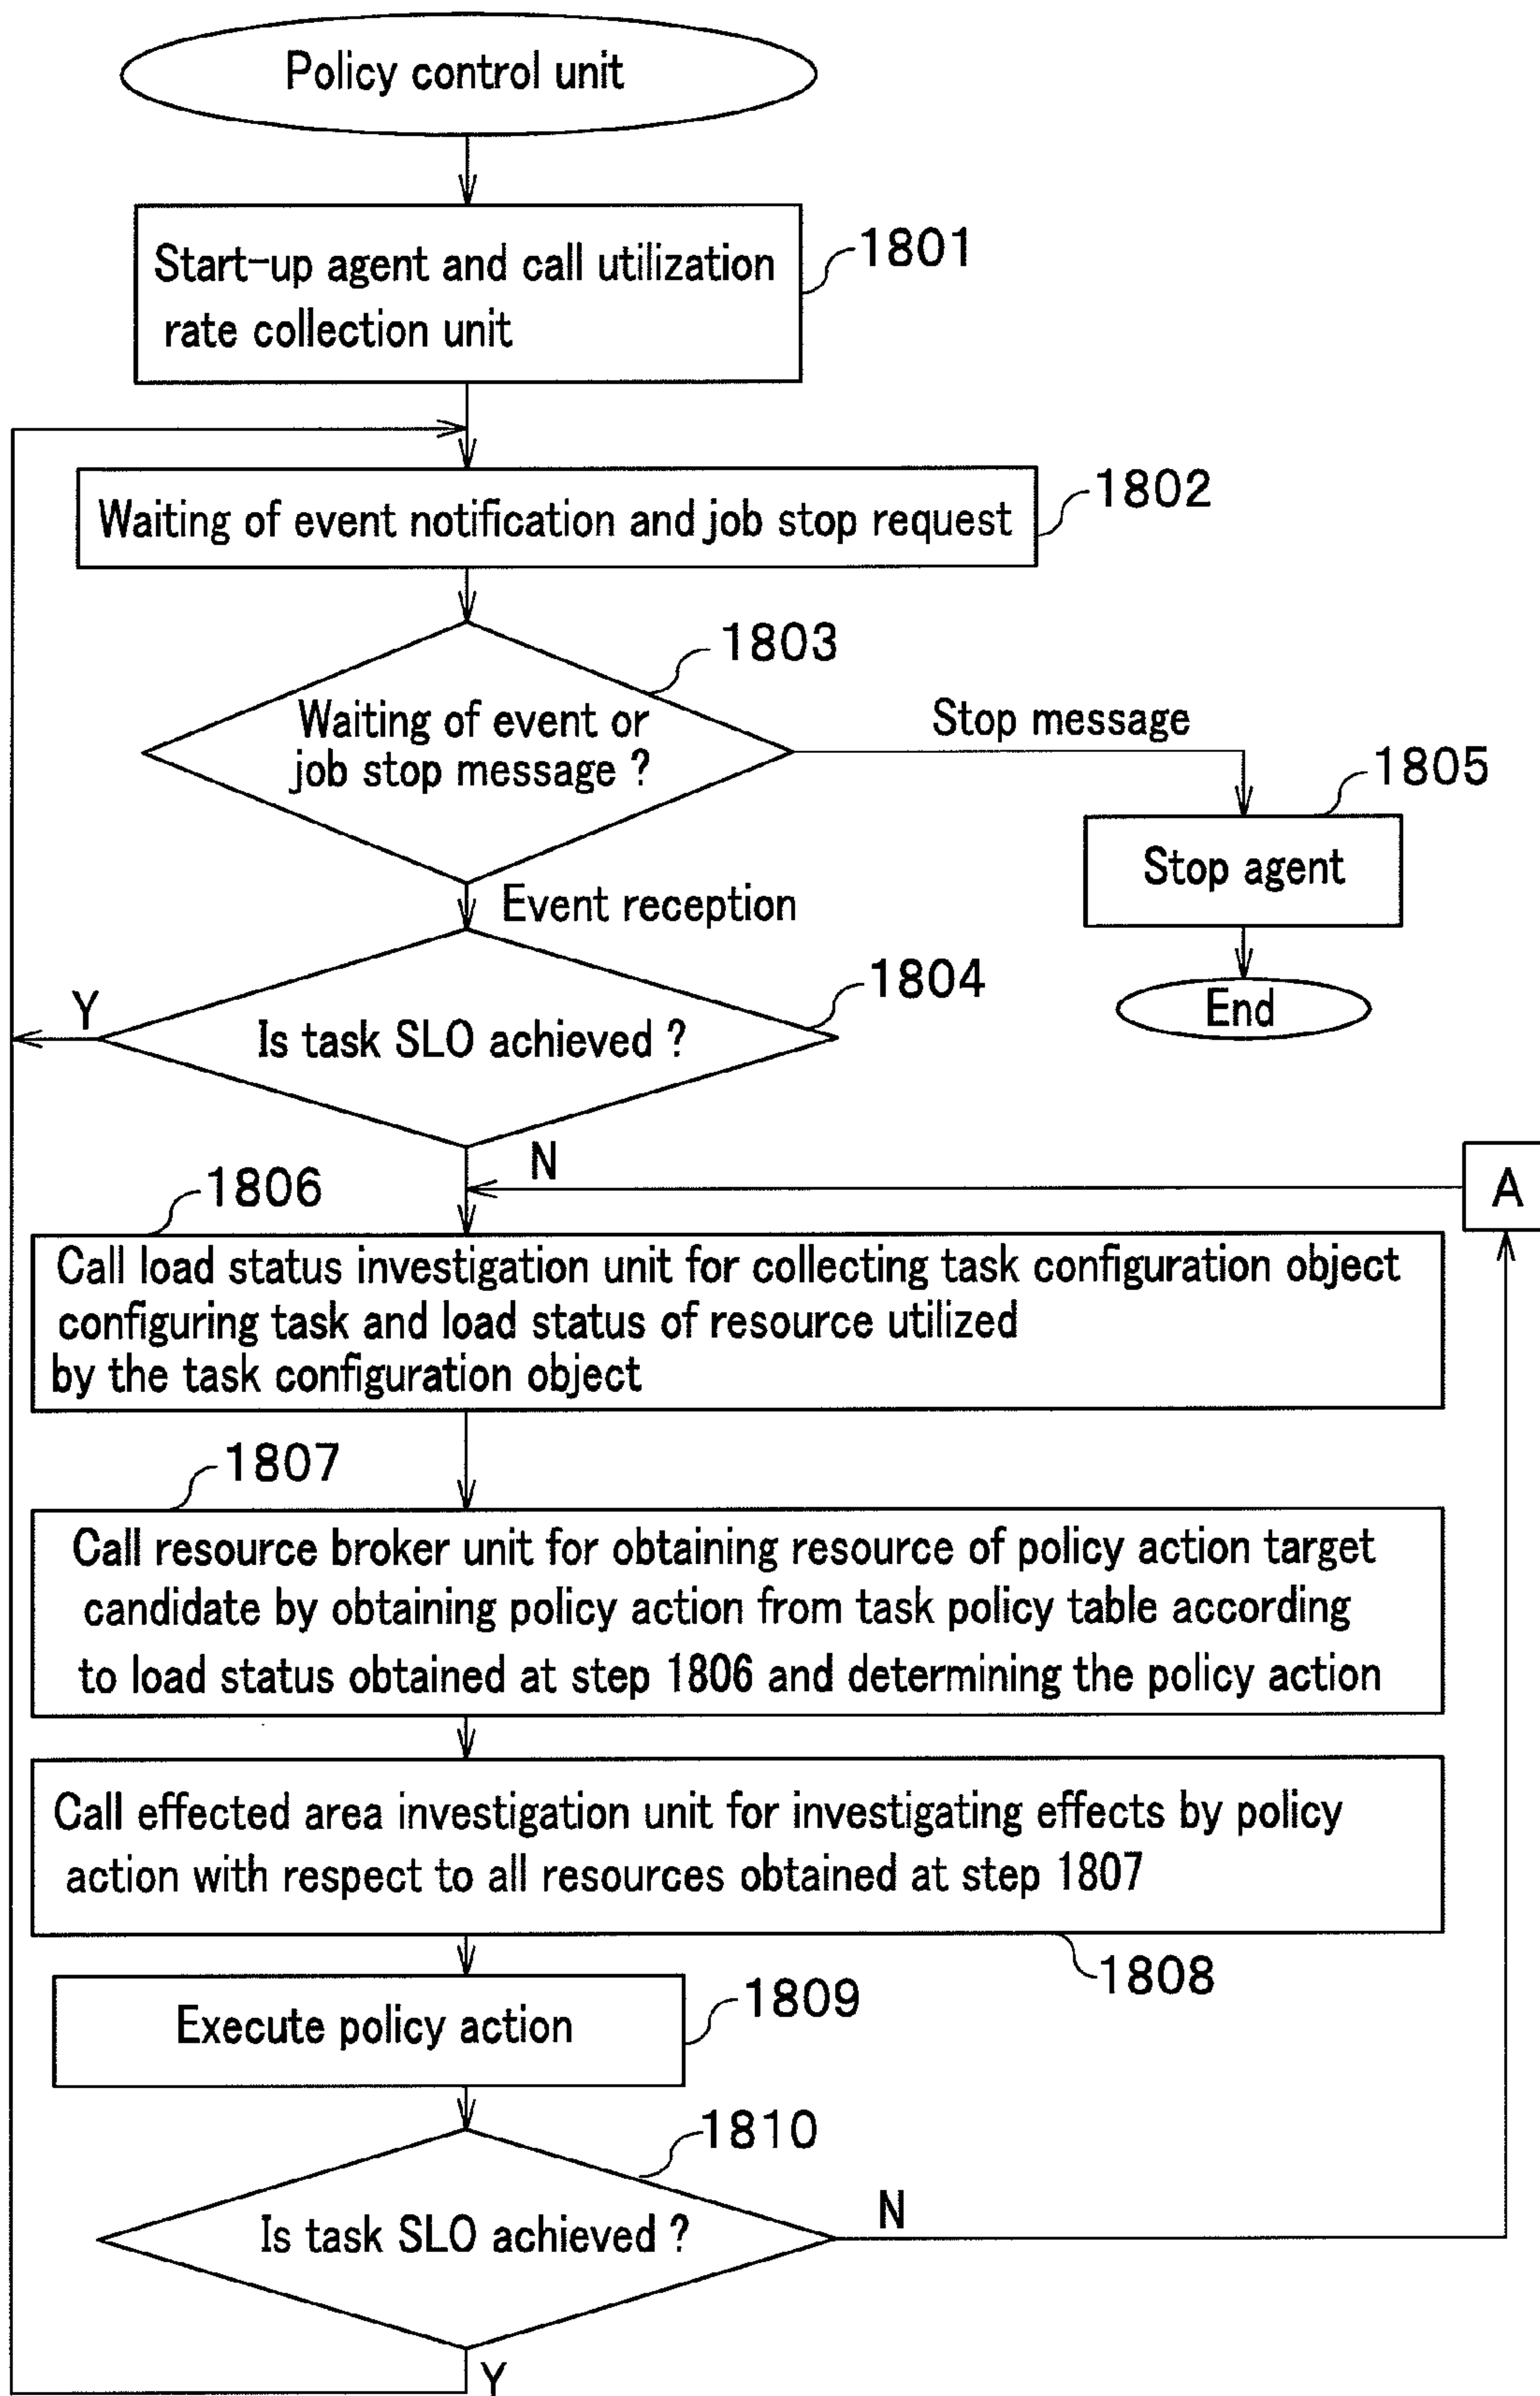 Policy control unit
Start-up agent and call utilization
rate collection unit
1801
Waiting of event notification and job stop request
1802
1803
Waiting of event or
job stop message ?
Stop message
1805
Stop agent
End
Event reception
1804
Y
Is task SLO achieved ?
N
A
1806
Call load status investigation unit for collecting task configuration object
configuring task and load status of resource utilized
by the task configuration object
1807
Call resource broker unit for obtaining resource of policy action target
candidate by obtaining policy action from task policy table according
to load status obtained at step 1806 and determining the policy action
Call effected area investigation unit for investigating effects by policy
action with respect to all resources obtained at step 1807
1808
Execute policy action
1809
1810
Is task SLO achieved ?
N
Y